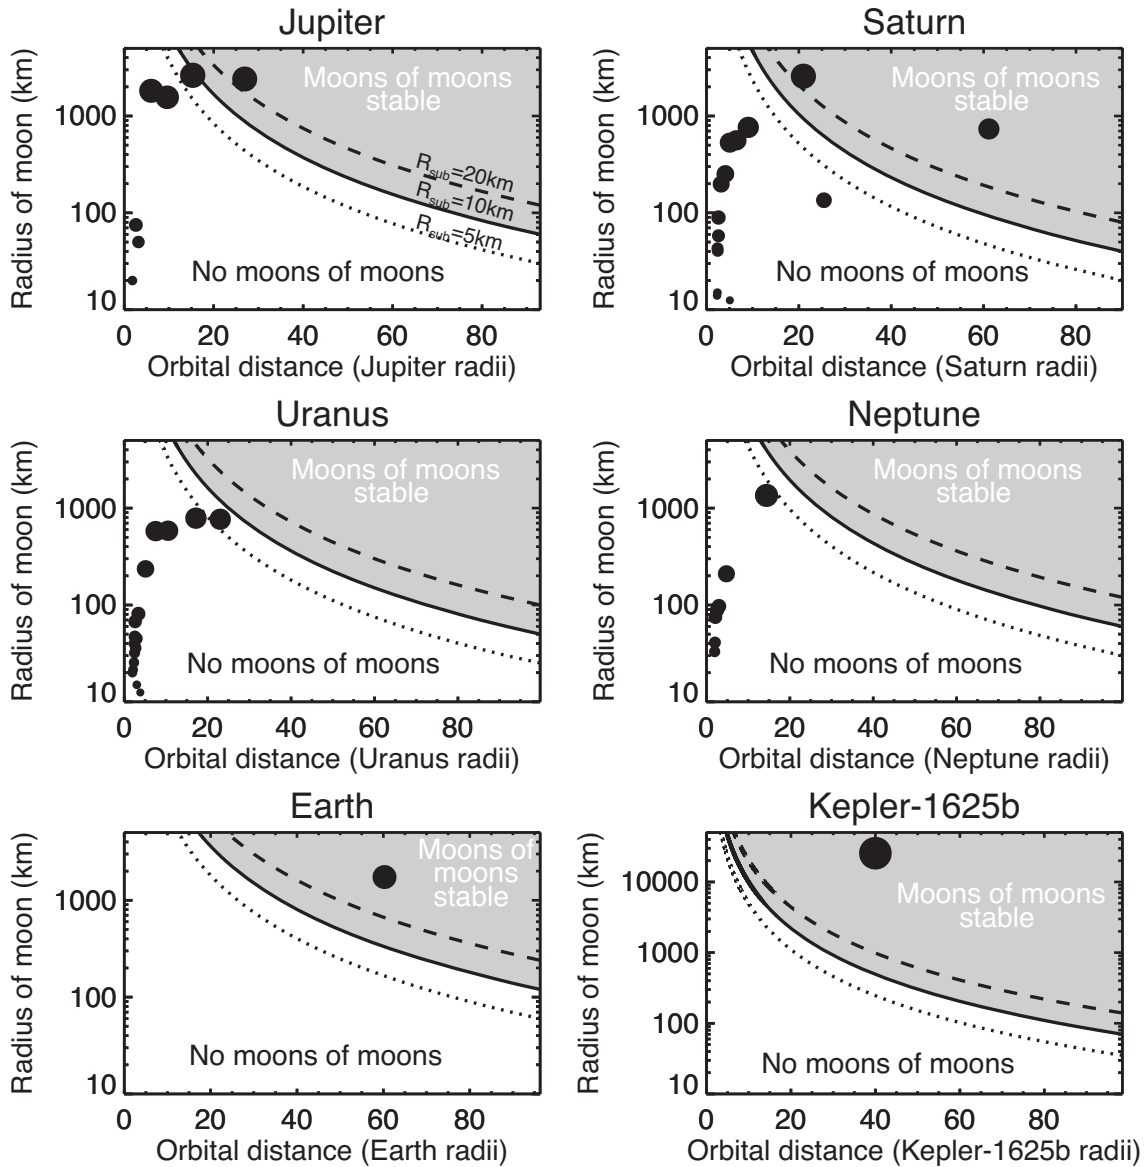 Jupiter
Radius of moon (km)
1000
100
10
Moons of moons
stable
R_sub=20km
R_sub=10km
R_sub=5km
No moons of moons
0 20 40 60 80
Orbital distance (Jupiter radii)
Saturn
Radius of moon (km)
1000
100
10
Moons of moons
stable
No moons of moons
0 20 40 60 80
Orbital distance (Saturn radii)
Uranus
Radius of moon (km)
1000
100
10
Moons of moons
stable
No moons of moons
0 20 40 60 80
Orbital distance (Uranus radii)
Neptune
Radius of moon (km)
1000
100
10
Moons of moons
stable
No moons of moons
0 20 40 60 80
Orbital distance (Neptune radii)
Earth
Radius of moon (km)
1000
100
10
Moons of
moons
stable
No moons of moons
0 20 40 60 80
Orbital distance (Earth radii)
Kepler-1625b
Radius of moon (km)
10000
1000
100
10
Moons of moons
stable
No moons of moons
0 20 40 60 80
Orbital distance (Kepler-1625b radii)